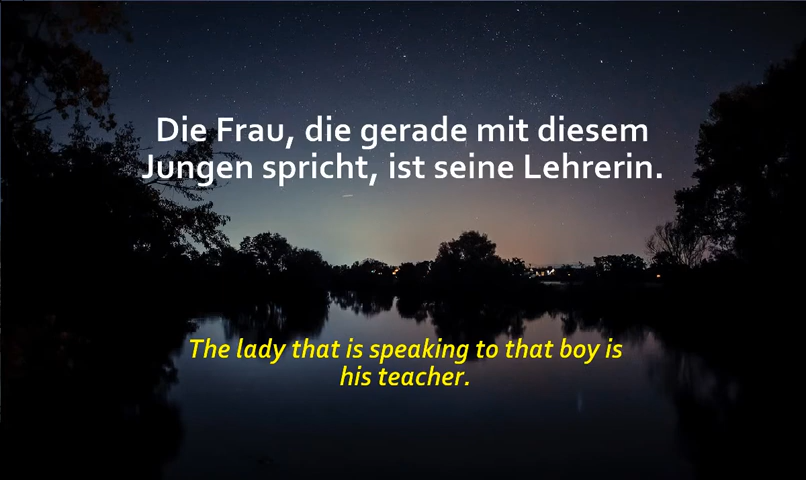 Die Frau, die gerade mit diesem
Jungen spricht, ist seine Lehrerin.
The lady that is speaking to that boy is
his teacher.